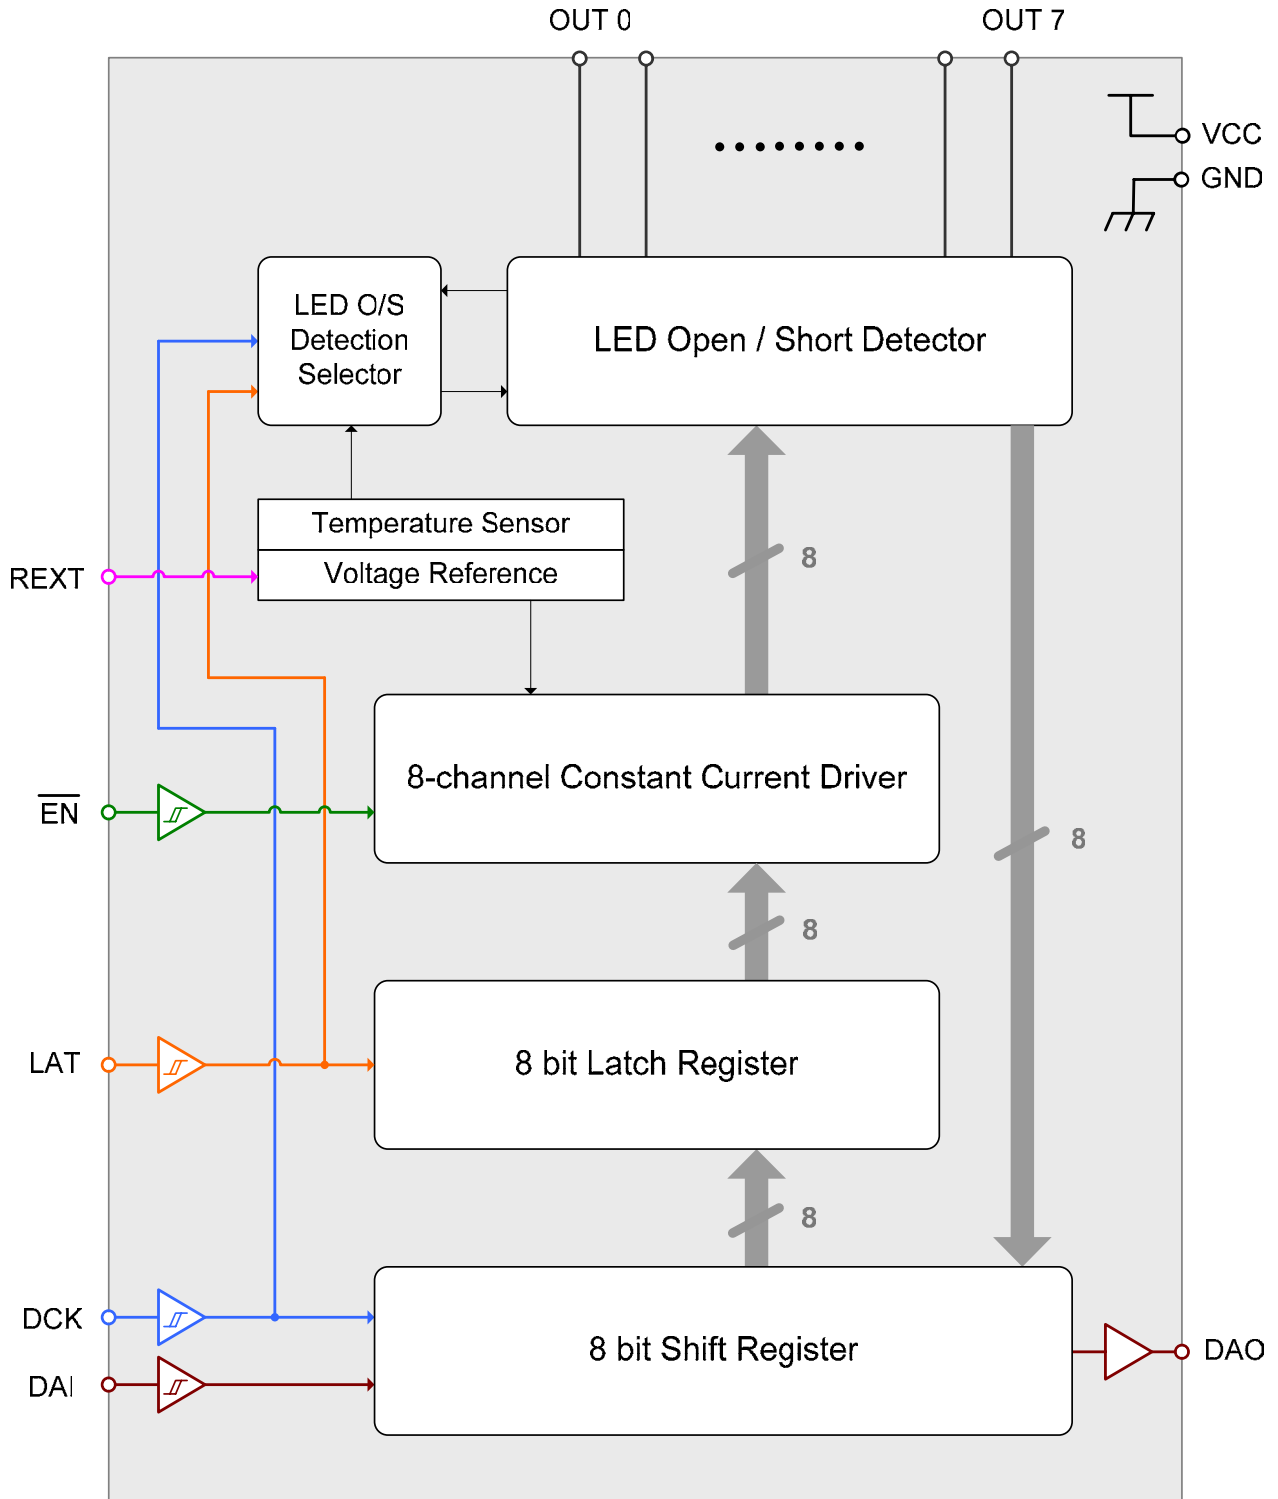 OUT 0
OUT 7
VCC
GND
LED O/S
Detection
Selector
LED Open / Short Detector
Temperature Sensor
8
REXT
Voltage Reference
8-channel Constant Current Driver
EN
8
8
LAT
8 bit Latch Register
8
DCK
8 bit Shift Register
DAO
DAI